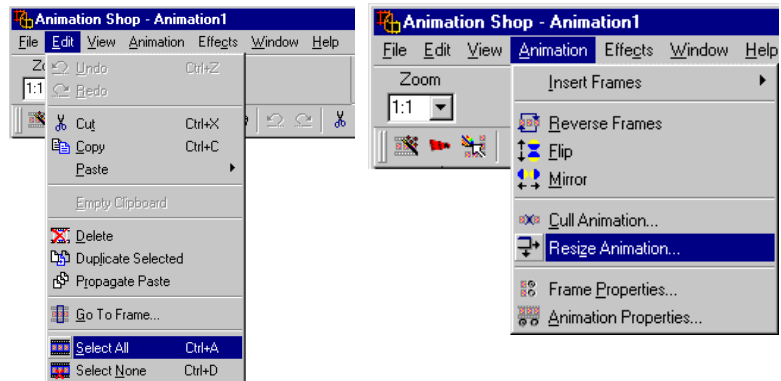 Animation Shop - Animation1
File Edit View Animation Effects Window Help
Undo Ctrl+Z
1:1
Redo
Cut Ctrl+X
Copy Ctrl+C
Paste
Empty Clipboard
Delete
Duplicate Selected
Propagate Paste
Go To Frame...
Select All Ctrl+A
Select None Ctrl+D
Animation Shop - Animation1
File Edit View Animation Effects Window Help
Zoom
1:1
Insert Frames
Reverse Frames
Flip
Mirror
Cull Animation...
Resize Animation...
Frame Properties...
Animation Properties...